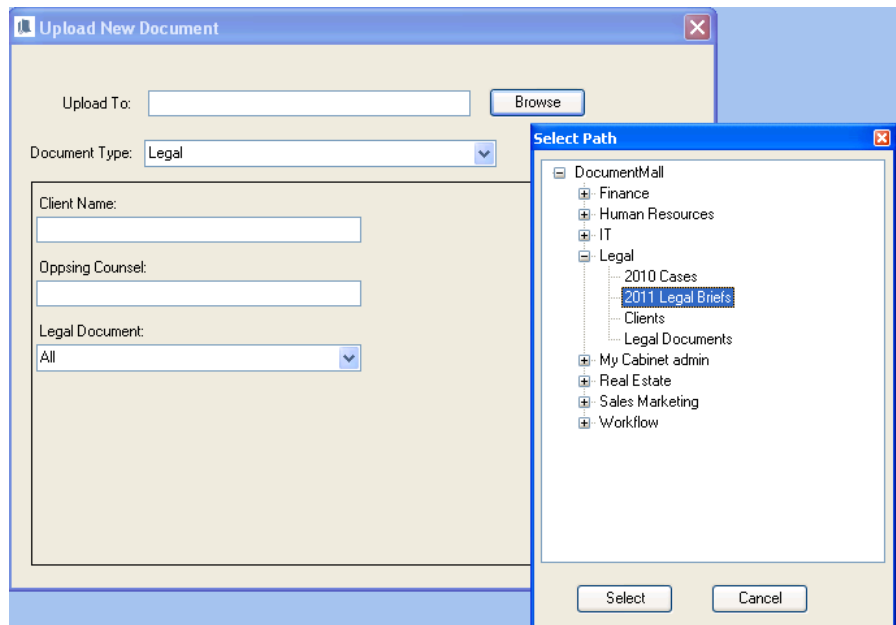 Upload New Document
Upload To:
Browse
Document Type:
Legal
Client Name:
Oppsing Counsel:
Legal Document:
All
Select Path
DocumentMall
Finance
Human Resources
IT
Legal
2010 Cases
2011 Legal Briefs
Clients
Legal Documents
My Cabinet admin
Real Estate
Sales Marketing
Workflow
Select
Cancel